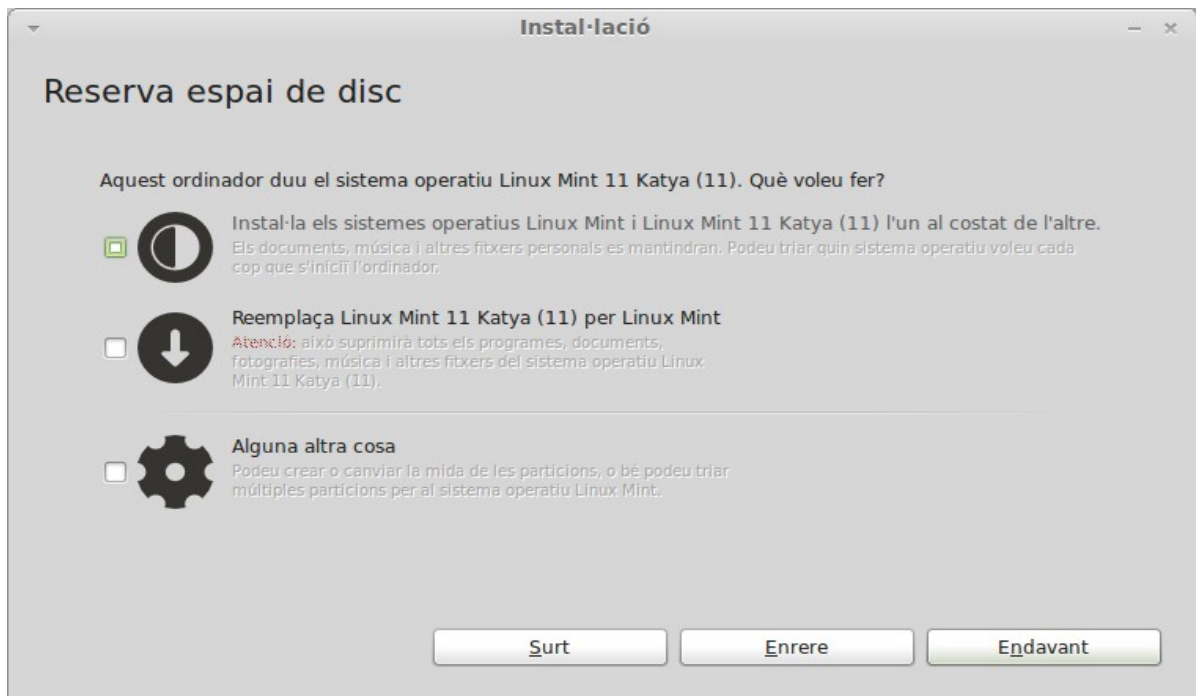 Instal·lació
Reserva espai de disc
Aquest ordinador duu el sistema operatiu Linux Mint 11 Katya (11). Què voleu fer?
Instal·la els sistemes operatius Linux Mint i Linux Mint 11 Katya (11) l'un al costat de l'altre.
Els documents, música i altres fitxers personals es mantindran. Podeu triar quin sistema operatiu voleu cada
cop que s'iniciï l'ordinador.
Reemplaça Linux Mint 11 Katya (11) per Linux Mint
Atenció: això suprimirà tots els programes, documents,
fotografies, música i altres fitxers del sistema operatiu Linux
Mint 11 Katya (11).
Alguna altra cosa
Podeu crear o canviar la mida de les particions, o bé podeu triar
múltiples particions per al sistema operatiu Linux Mint.
Surt
Enrere
Endavant